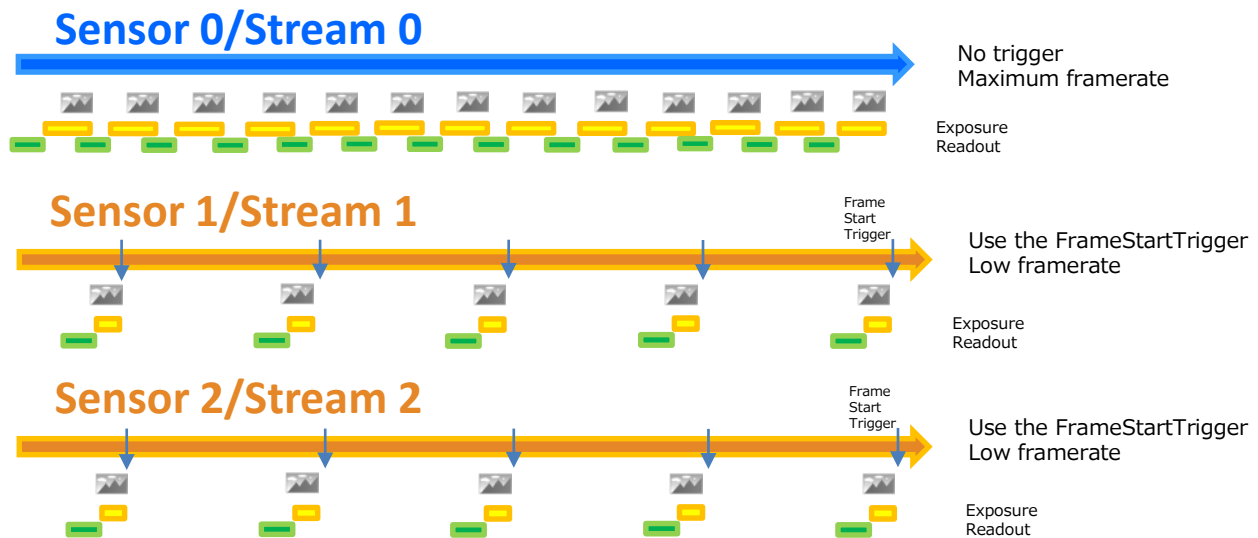 Sensor 0/Stream 0
No trigger
Maximum framerate
Exposure
Readout
Sensor 1/Stream 1
Frame
Start
Trigger
Use the FrameStartTrigger
Low framerate
Exposure
Readout
Sensor 2/Stream 2
Frame
Start
Trigger
Use the FrameStartTrigger
Low framerate
Exposure
Readout